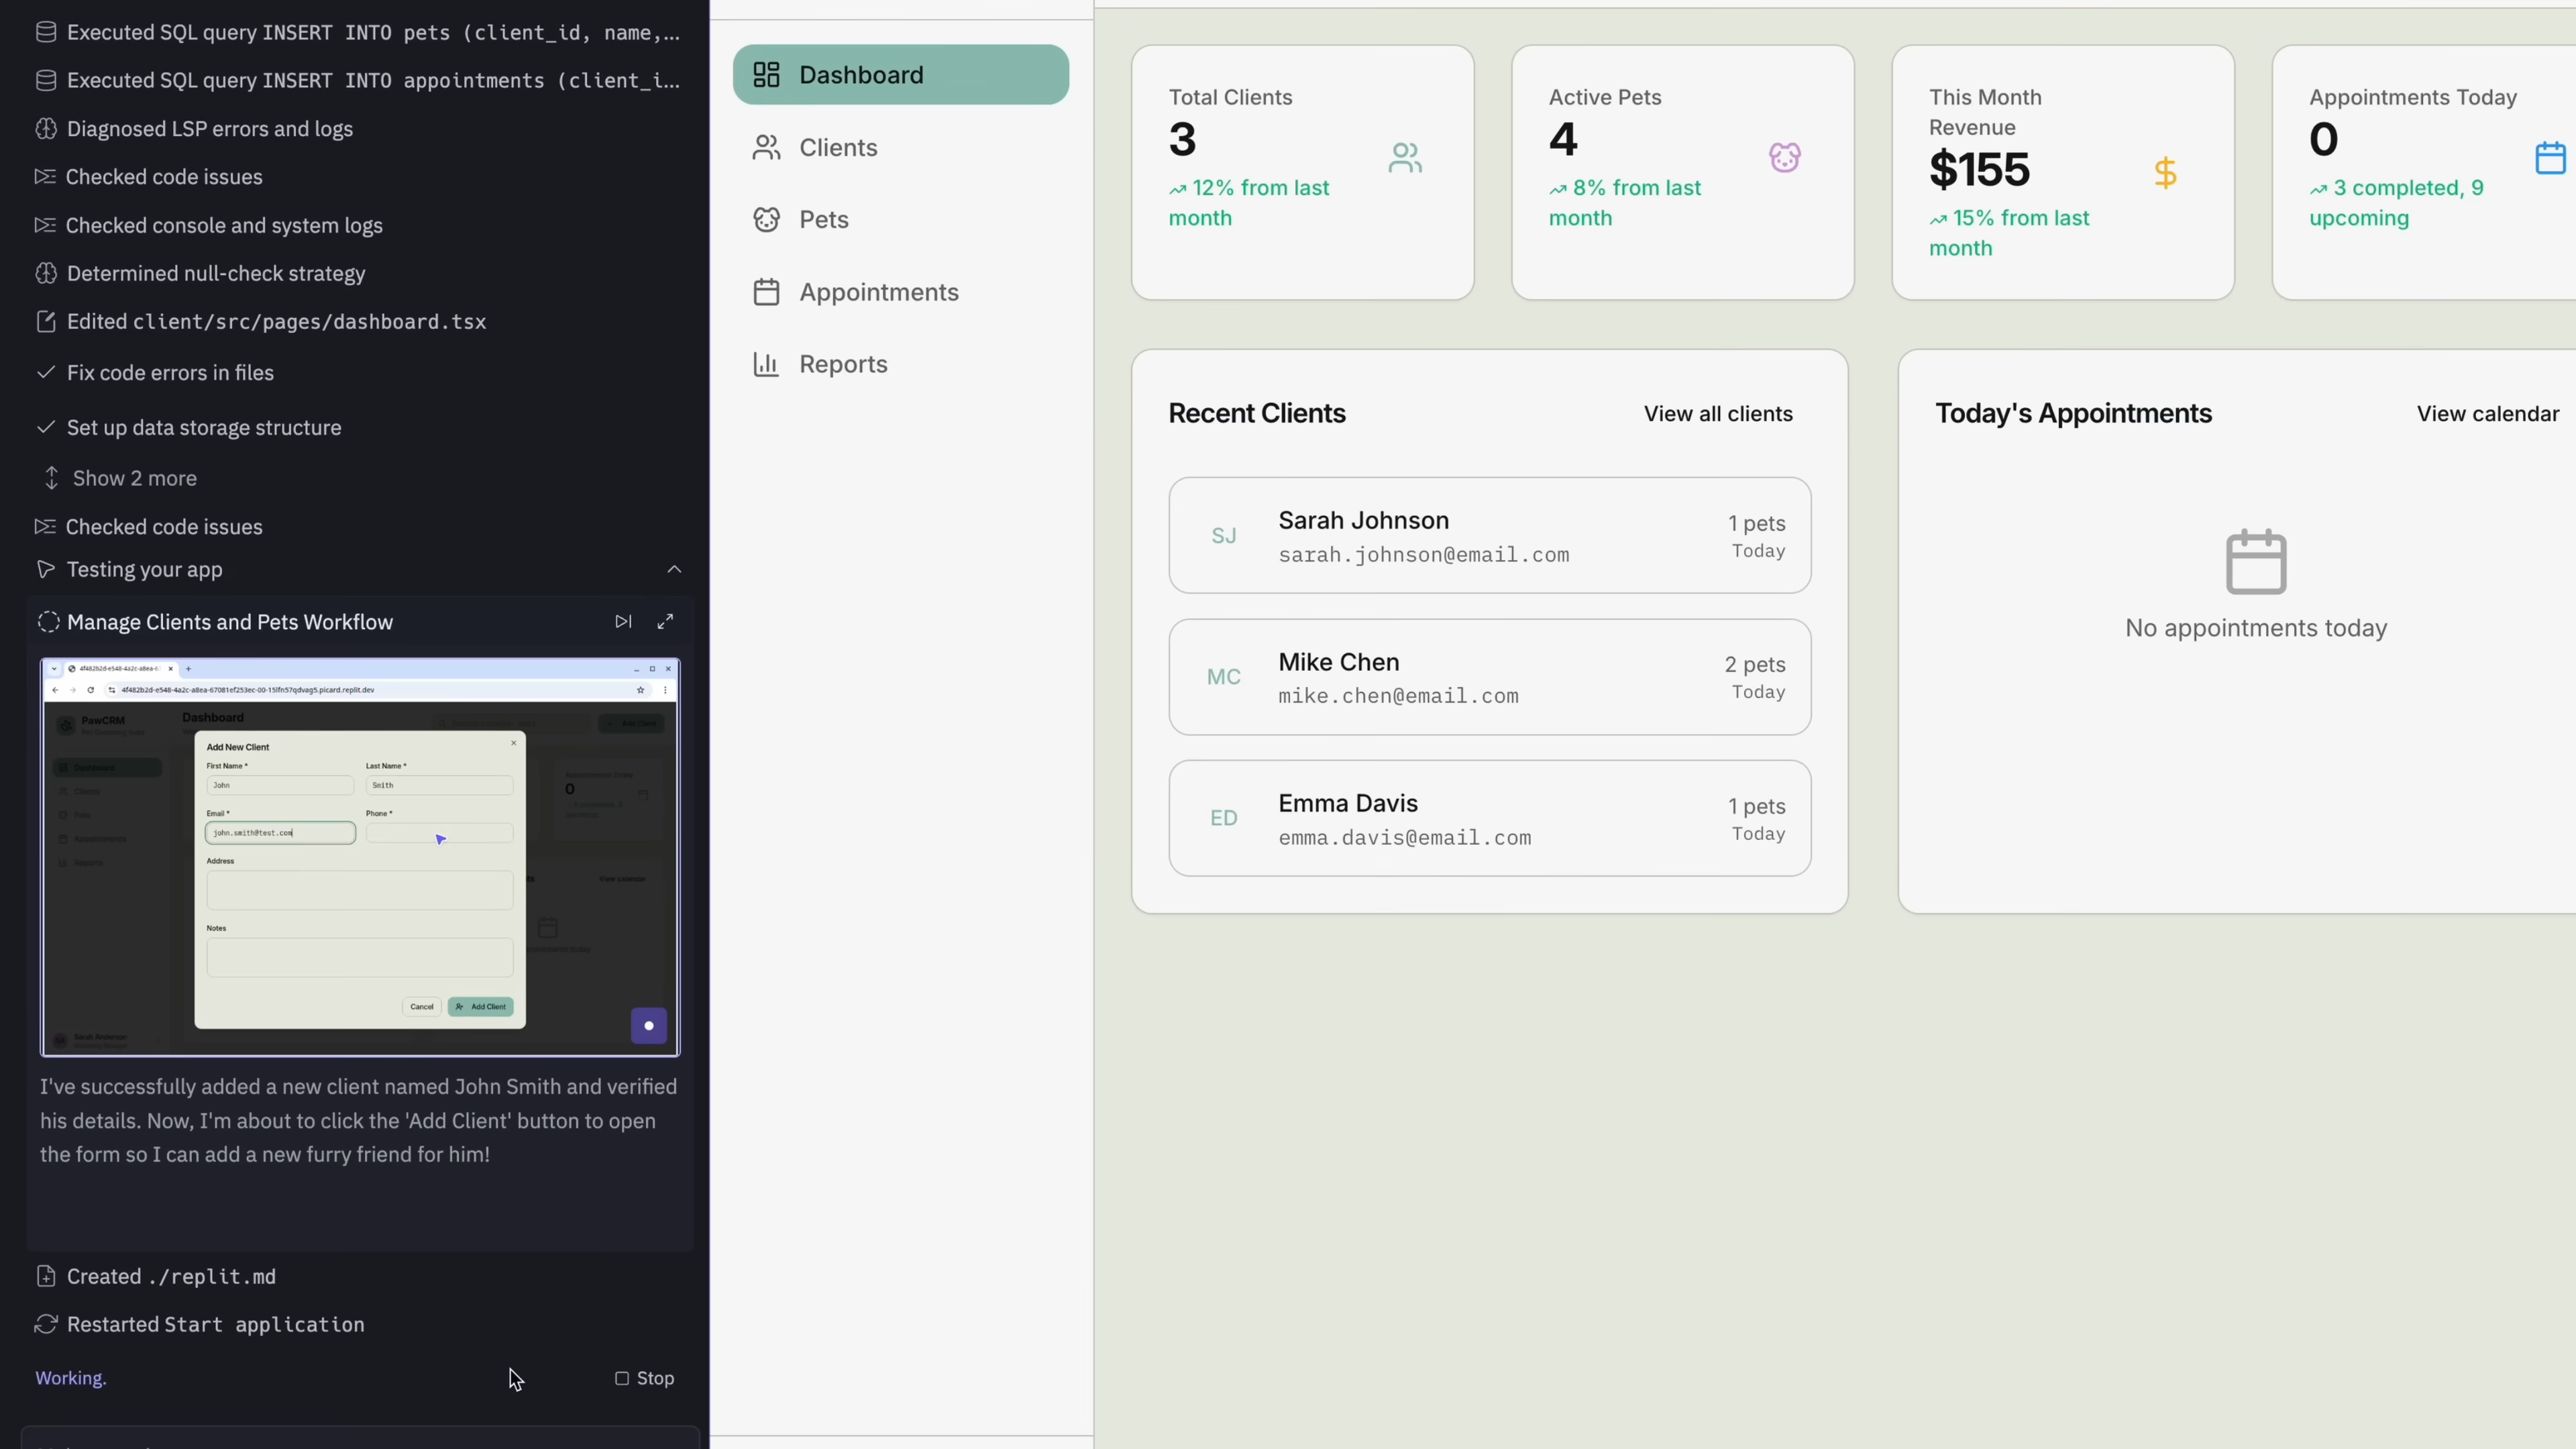 Executed SQL query INSERT INTO pets (client_id, name,...
Executed SQL query INSERT INTO appointments (client_i...
Diagnosed LSP errors and logs
Checked code issues
Checked console and system logs
Determined null-check strategy
Edited client/src/pages/dashboard.tsx
Fix code errors in files
Set up data storage structure
Show 2 more
Checked code issues
Testing your app
Manage Clients and Pets Workflow
PawCRM
Dashboard
Add New Client
First Name *
Last Name *
John
Smith
Email *
Phone *
john.smith@test.com
Address
Notes
Cancel
Add Client
Sarah Anderson
I've successfully added a new client named John Smith and verified
his details. Now, I'm about to click the 'Add Client' button to open
the form so I can add a new furry friend for him!
Created ./replit.md
Restarted Start application
Working.
Stop
Dashboard
Clients
Pets
Appointments
Reports
Total Clients
3
12% from last
month
Active Pets
4
8% from last
month
This Month
Revenue
$155
15% from last
month
Appointments Today
0
3 completed, 9
upcoming
Recent Clients
View all clients
SJ
Sarah Johnson
sarah.johnson@email.com
1 pets
Today
MC
Mike Chen
mike.chen@email.com
2 pets
Today
ED
Emma Davis
emma.davis@email.com
1 pets
Today
Today's Appointments
View calendar
No appointments today